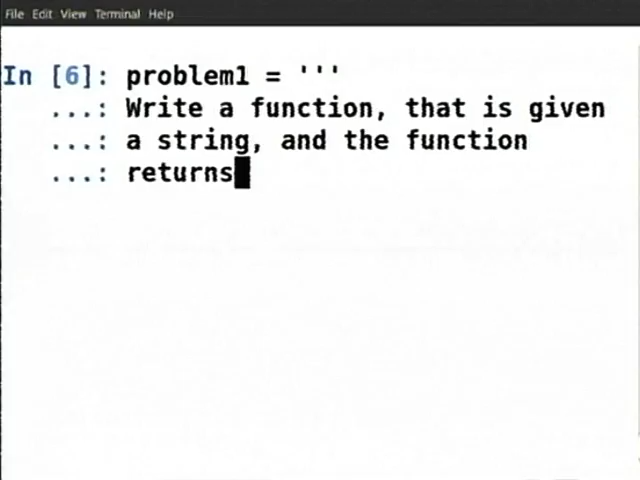 File Edit View Terminal Help
In [6]: problem1 = '''
...: Write a function, that is given
...: a string, and the function
...: returns